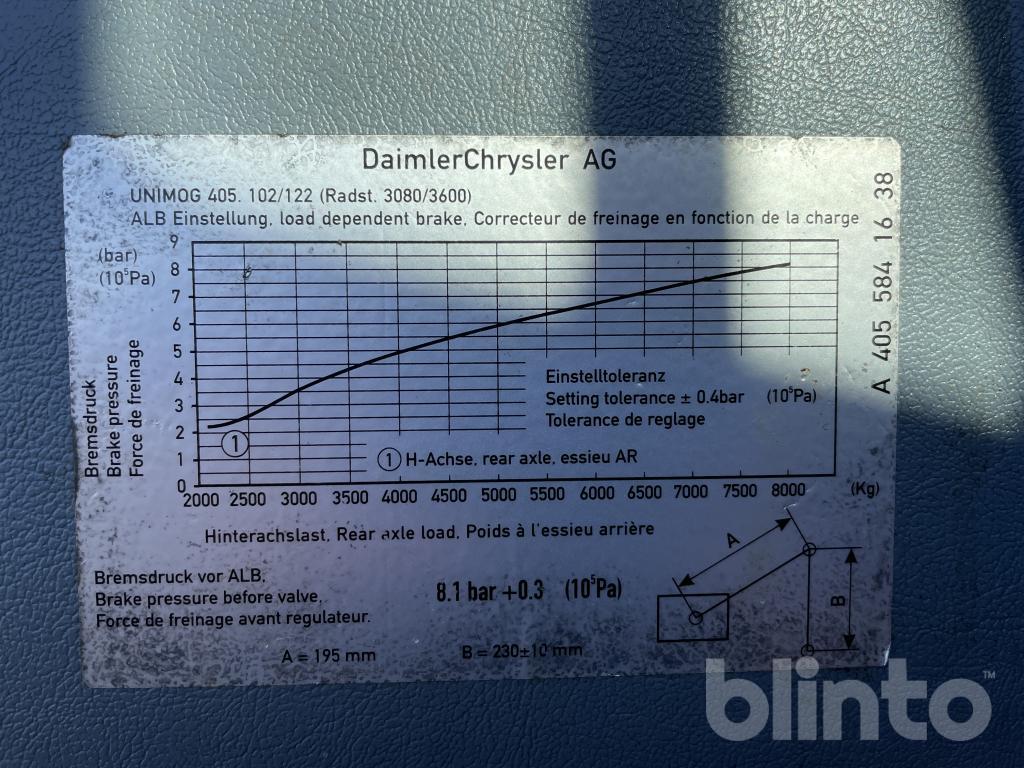 DaimlerChrysler AG
UNIMOG 405. 102/122 (Radst. 3080/3600)
ALB Einstellung, load dependent brake, Correcteur de freinage en fonction de la charge
A 405 584 16 38
(bar)
(10⁵Pa)
Bremsdruck
Brake pressure
Force de freinage
9
8
7
6
5
4
3
2
1
0
Einstelltoleranz
Setting tolerance ± 0.4bar (10⁵Pa)
Tolerance de reglage
1
1 H-Achse, rear axle, essieu AR
2000 2500 3000 3500 4000 4500 5000 5500 6000 6500 7000 7500 8000 (Kg)
Hinterachslast, Rear axle load, Poids à l'essieu arrière
Bremsdruck vor ALB,
Brake pressure before valve,
Force de freinage avant regulateur.
8.1 bar +0.3 (10⁵Pa)
A = 195 mm B = 230±10 mm
A
B
blinto™